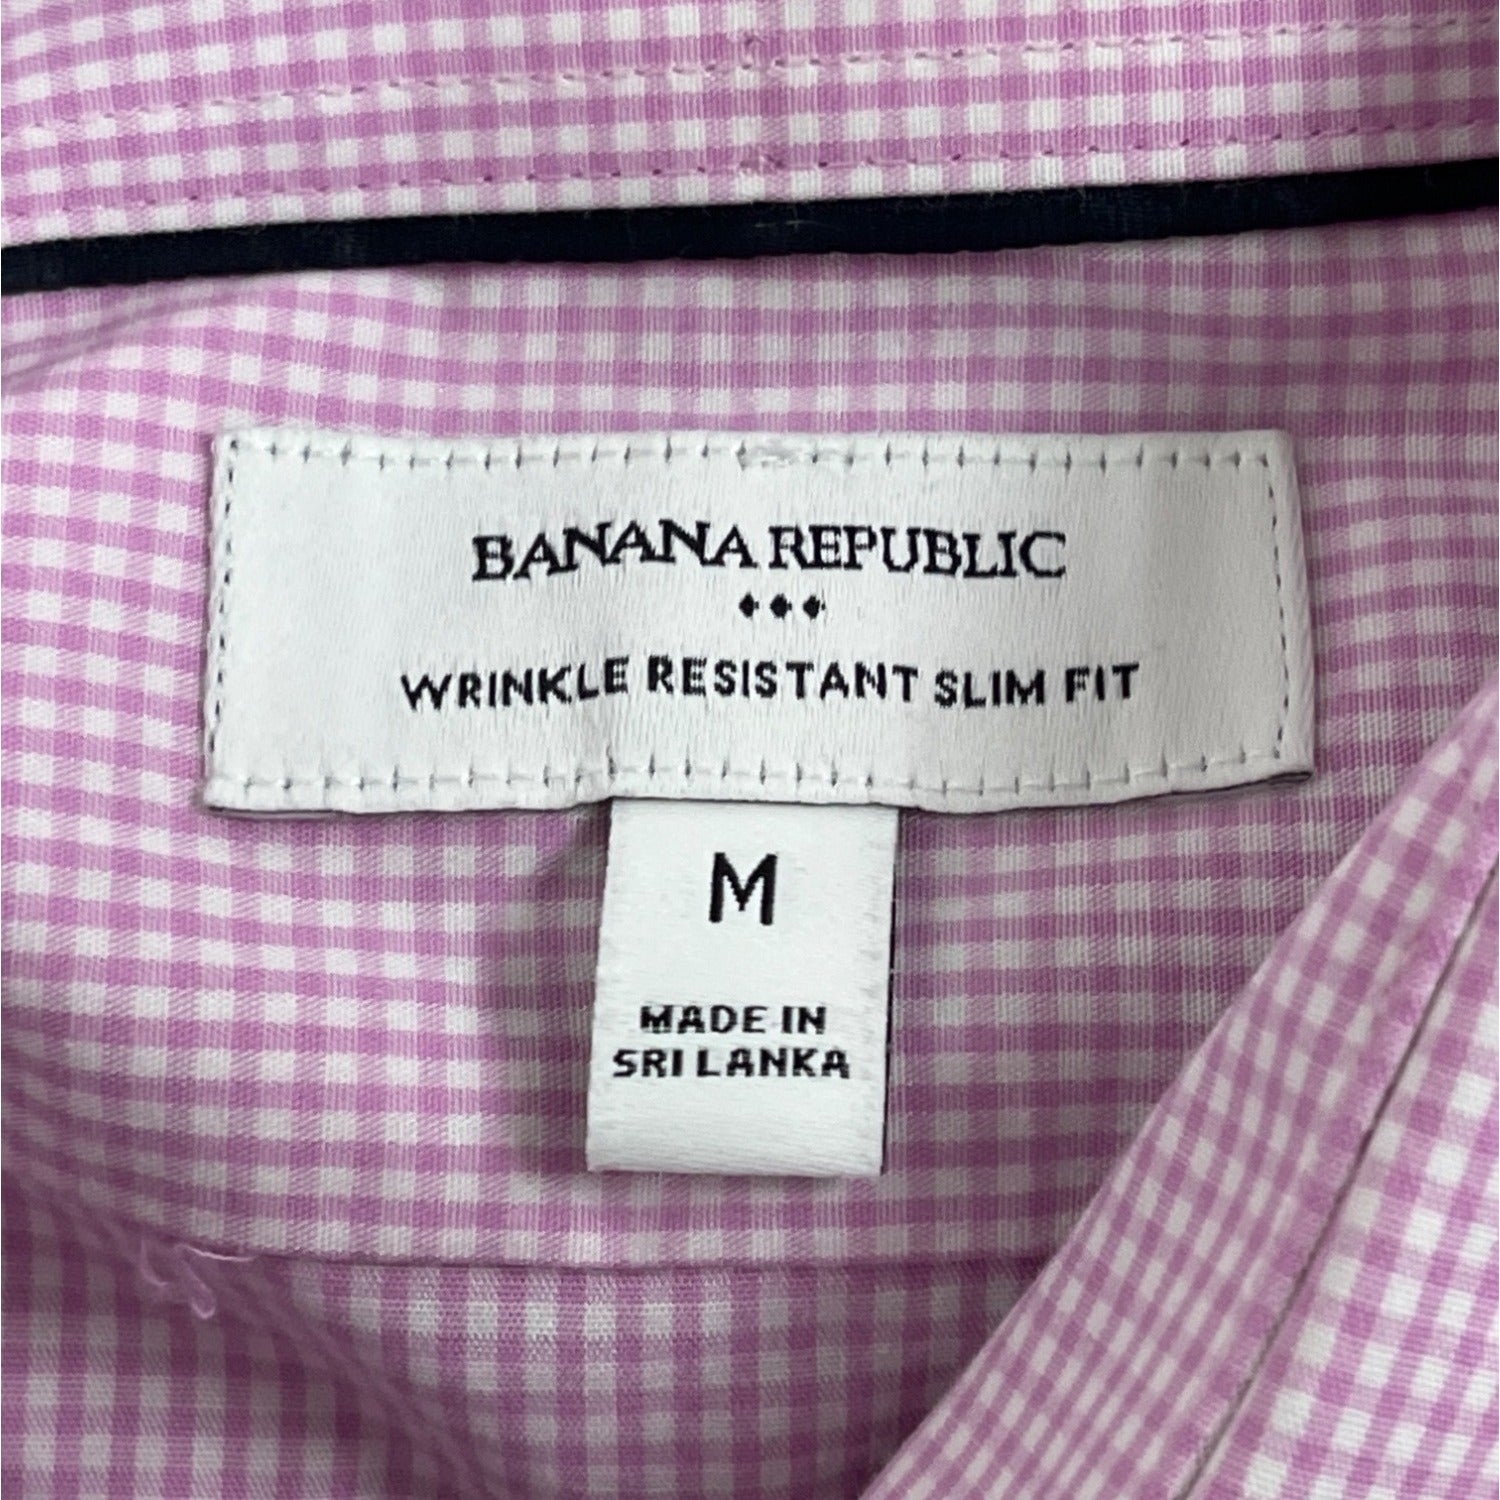 BANANA REPUBLIC
WRINKLE RESISTANT SLIM FIT
M
MADE IN
SRI LANKA